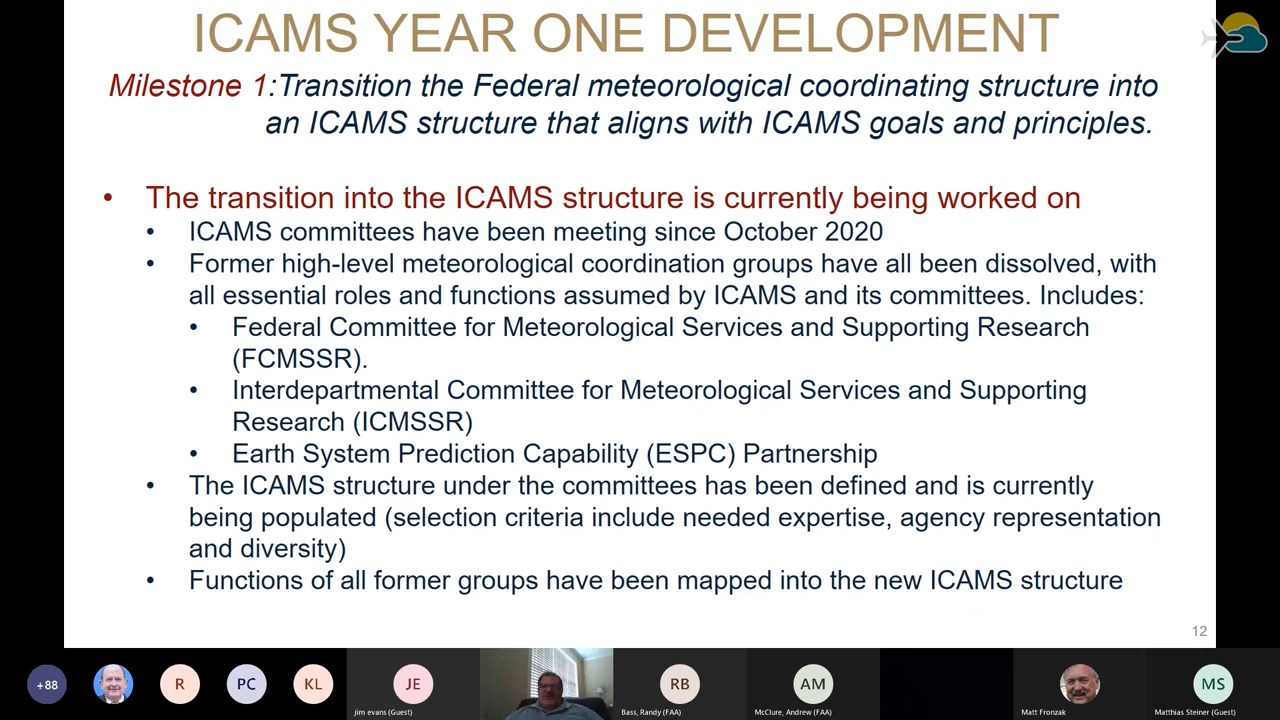 ICAMS YEAR ONE DEVELOPMENT
Milestone 1:Transition the Federal meteorological coordinating structure into
an ICAMS structure that aligns with ICAMS goals and principles.
• The transition into the ICAMS structure is currently being worked on
• ICAMS committees have been meeting since October 2020
• Former high-level meteorological coordination groups have all been dissolved, with
all essential roles and functions assumed by ICAMS and its committees. Includes:
• Federal Committee for Meteorological Services and Supporting Research
(FCMSSR).
• Interdepartmental Committee for Meteorological Services and Supporting
Research (ICMSSR)
• Earth System Prediction Capability (ESPC) Partnership
• The ICAMS structure under the committees has been defined and is currently
being populated (selection criteria include needed expertise, agency representation
and diversity)
• Functions of all former groups have been mapped into the new ICAMS structure
12
+88
R
PC
KL
JE
RB
AM
MS
jim evans (Guest)
Bass, Randy (FAA)
McClure, Andrew (FAA)
Matt Fronzak
Matthias Steiner (Guest)